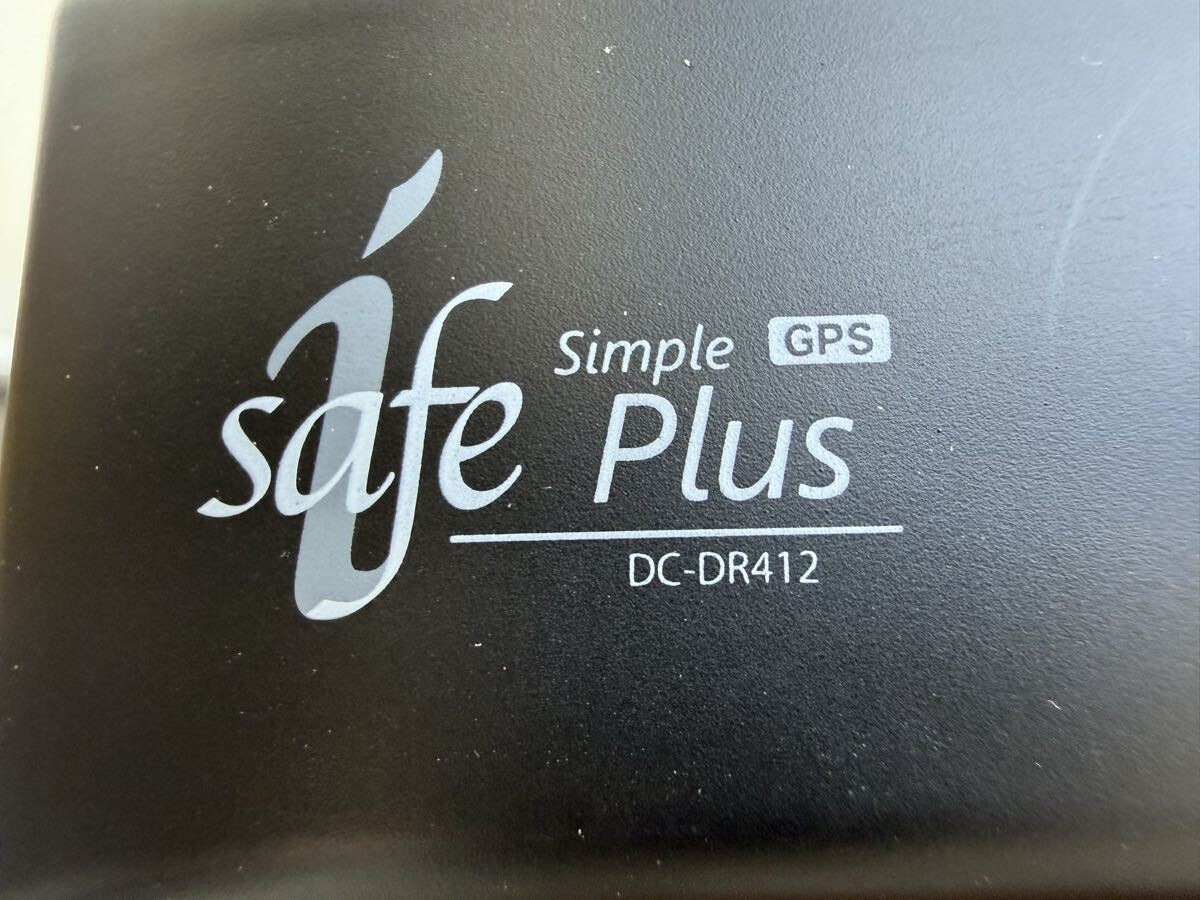 i safe
Simple GPS
Plus
DC-DR412